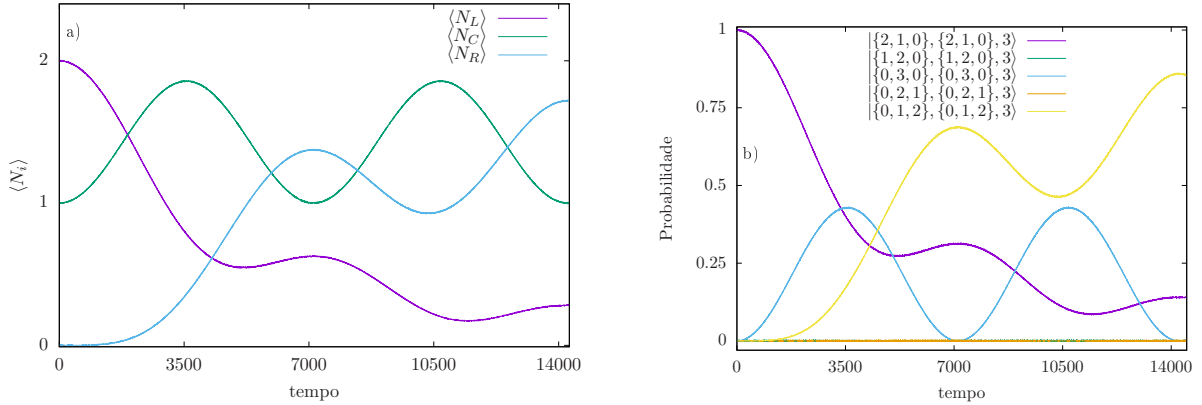 a)
⟨N_L⟩
⟨N_C⟩
⟨N_R⟩
2
1
0
⟨N_i⟩
0 3500 7000 10500 14000
tempo
|{2, 1, 0}, {2, 1, 0}, 3⟩
|{1, 2, 0}, {1, 2, 0}, 3⟩
|{0, 3, 0}, {0, 3, 0}, 3⟩
|{0, 2, 1}, {0, 2, 1}, 3⟩
|{0, 1, 2}, {0, 1, 2}, 3⟩
b)
1
0.75
0.5
0.25
0
Probabilidade
0 3500 7000 10500 14000
tempo